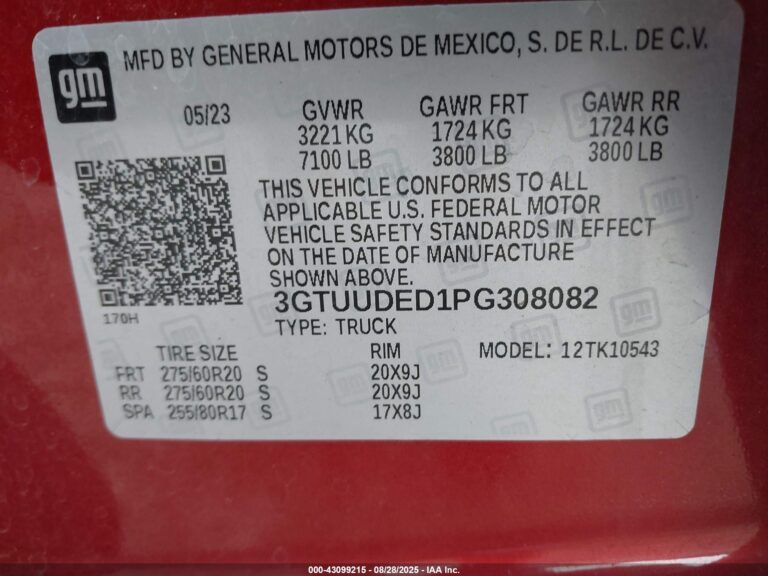 gm
MFD BY GENERAL MOTORS DE MEXICO, S. DE R.L. DE C.V.
05/23 GVWR GAWR FRT GAWR RR
3221 KG 1724 KG 1724 KG
7100 LB 3800 LB 3800 LB
THIS VEHICLE CONFORMS TO ALL
APPLICABLE U.S. FEDERAL MOTOR
VEHICLE SAFETY STANDARDS IN EFFECT
ON THE DATE OF MANUFACTURE
SHOWN ABOVE.
170H
3GTUUDED1PG308082
TYPE: TRUCK
TIRE SIZE RIM MODEL: 12TK10543
FRT 275/60R20 S 20X9J
RR 275/60R20 S 20X9J
SPA 255/80R17 S 17X8J
000-43099215 - 08/28/2025 - IAA Inc.